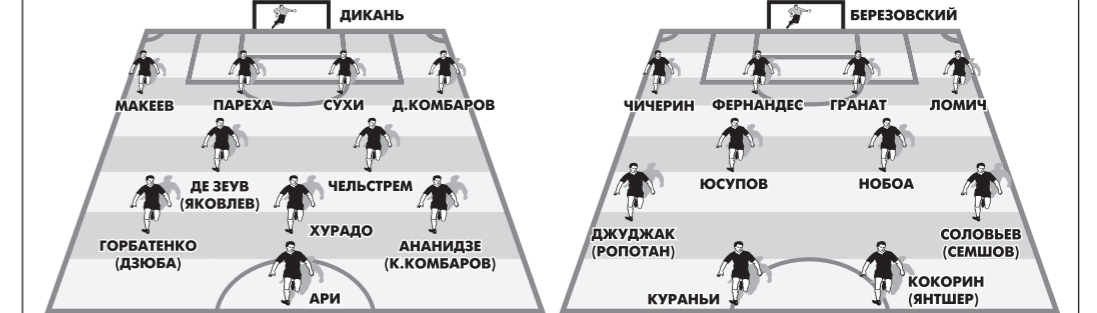 ДИКАНЬ
МАКЕЕВ ПАРЕХА СУХИ Д.КОМБАРОВ
ДЕ ЗЕУВ ЧЕЛЬСТРЕМ
(ЯКОВЛЕВ)
ХУРАДО
ГОРБАТЕНКО АНАНИДЗЕ
(ДЗЮБА) (К.КОМБАРОВ)
АРИ
БЕРЕЗОВСКИЙ
ЧИЧЕРИН ФЕРНАНДЕС ГРАНАТ ЛОМИЧ
ЮСУПОВ НОБОА
ДЖУДЖАК СОЛОВЬЕВ
(РОПОТАН) (СЕМШОВ)
КОКОРИН
КУРАНЬИ (ЯНТШЕР)